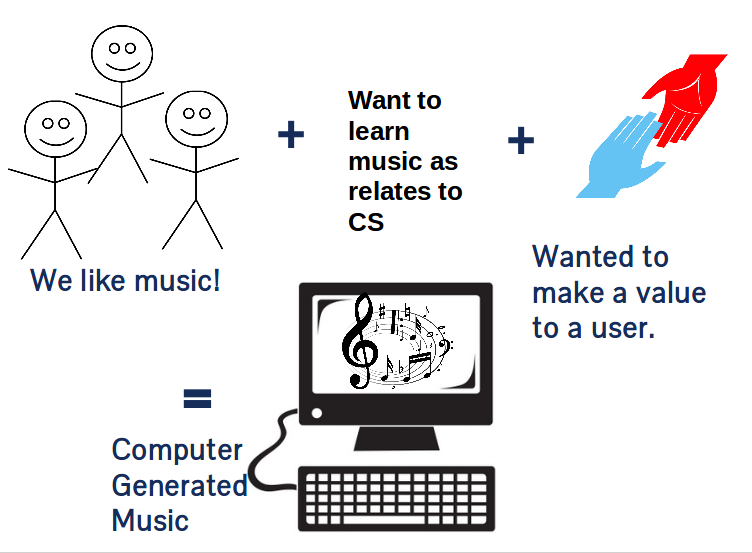 We like music!
+
Want to
learn
music as
relates to
CS
+
Wanted to
make a value
to a user.
=
Computer
Generated
Music